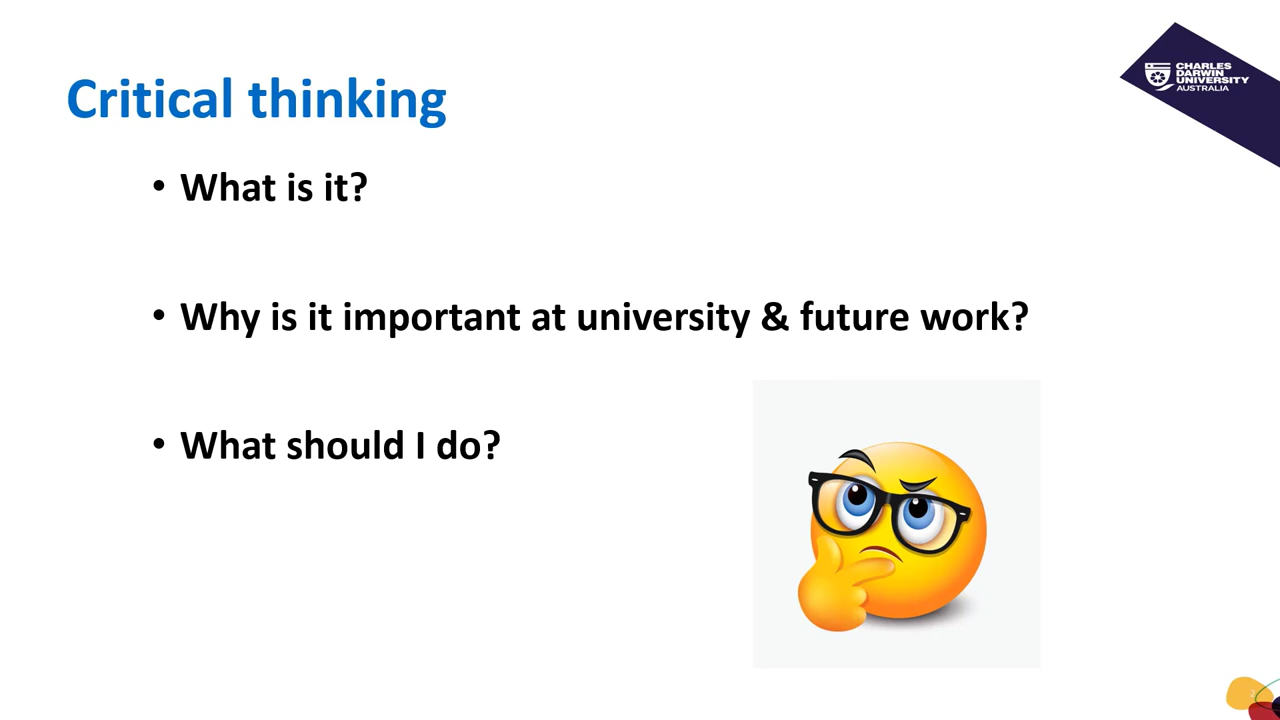 Critical thinking
CHARLES
DARWIN
UNIVERSITY
AUSTRALIA
• What is it?
• Why is it important at university & future work?
• What should I do?
2